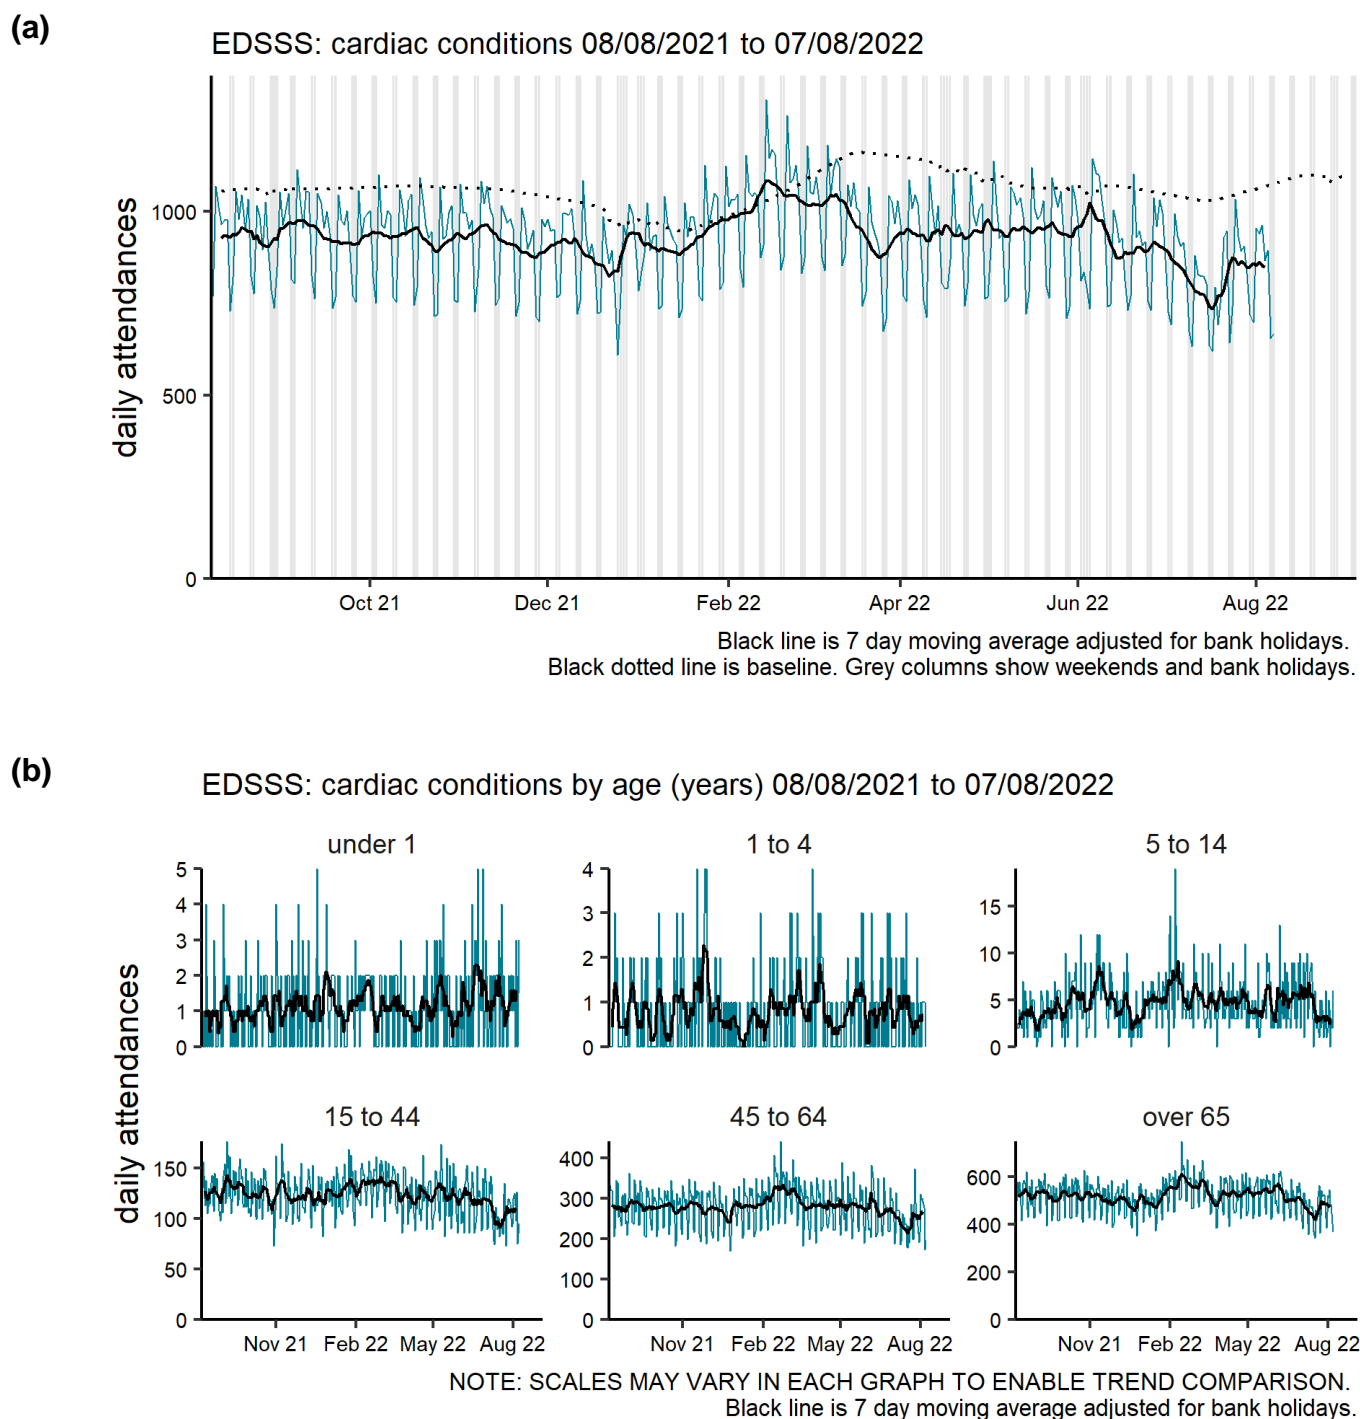 (a)
EDSSS: cardiac conditions 08/08/2021 to 07/08/2022
daily attendances
1000
500
0
Oct 21
Dec 21
Feb 22
Apr 22
Jun 22
Aug 22
Black line is 7 day moving average adjusted for bank holidays.
Black dotted line is baseline. Grey columns show weekends and bank holidays.
(b)
EDSSS: cardiac conditions by age (years) 08/08/2021 to 07/08/2022
daily attendances
under 1
5
4
3
2
1
0
1 to 4
4
3
2
1
0
5 to 14
15
10
5
0
15 to 44
150
100
50
0
Nov 21
Feb 22
May 22
Aug 22
45 to 64
400
300
200
100
0
Nov 21
Feb 22
May 22
Aug 22
over 65
600
400
200
0
Nov 21
Feb 22
May 22
Aug 22
NOTE: SCALES MAY VARY IN EACH GRAPH TO ENABLE TREND COMPARISON.
Black line is 7 day moving average adjusted for bank holidays.